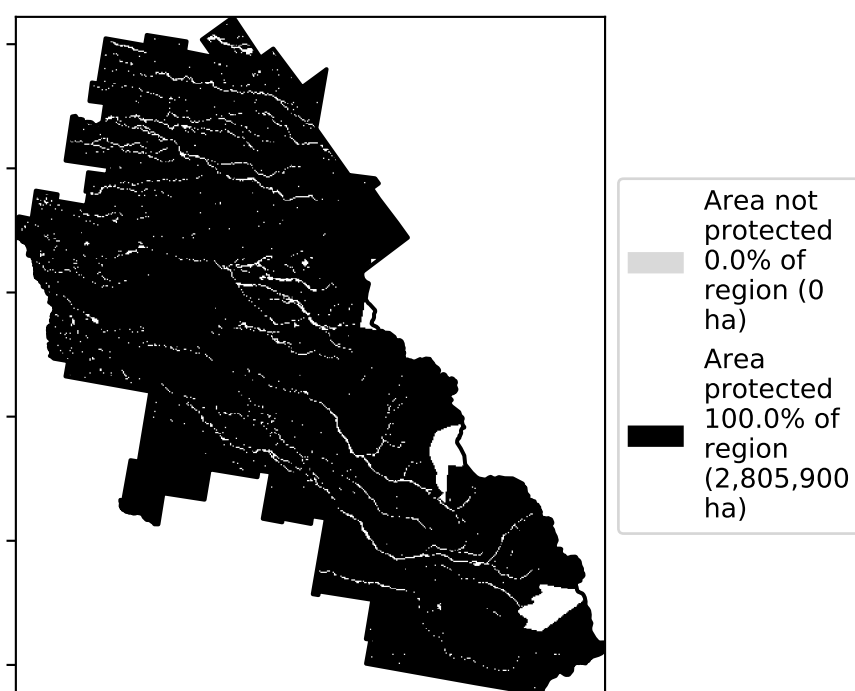 Area not
protected
0.0% of
region (0
ha)
Area
protected
100.0% of
region
(2,805,900
ha)